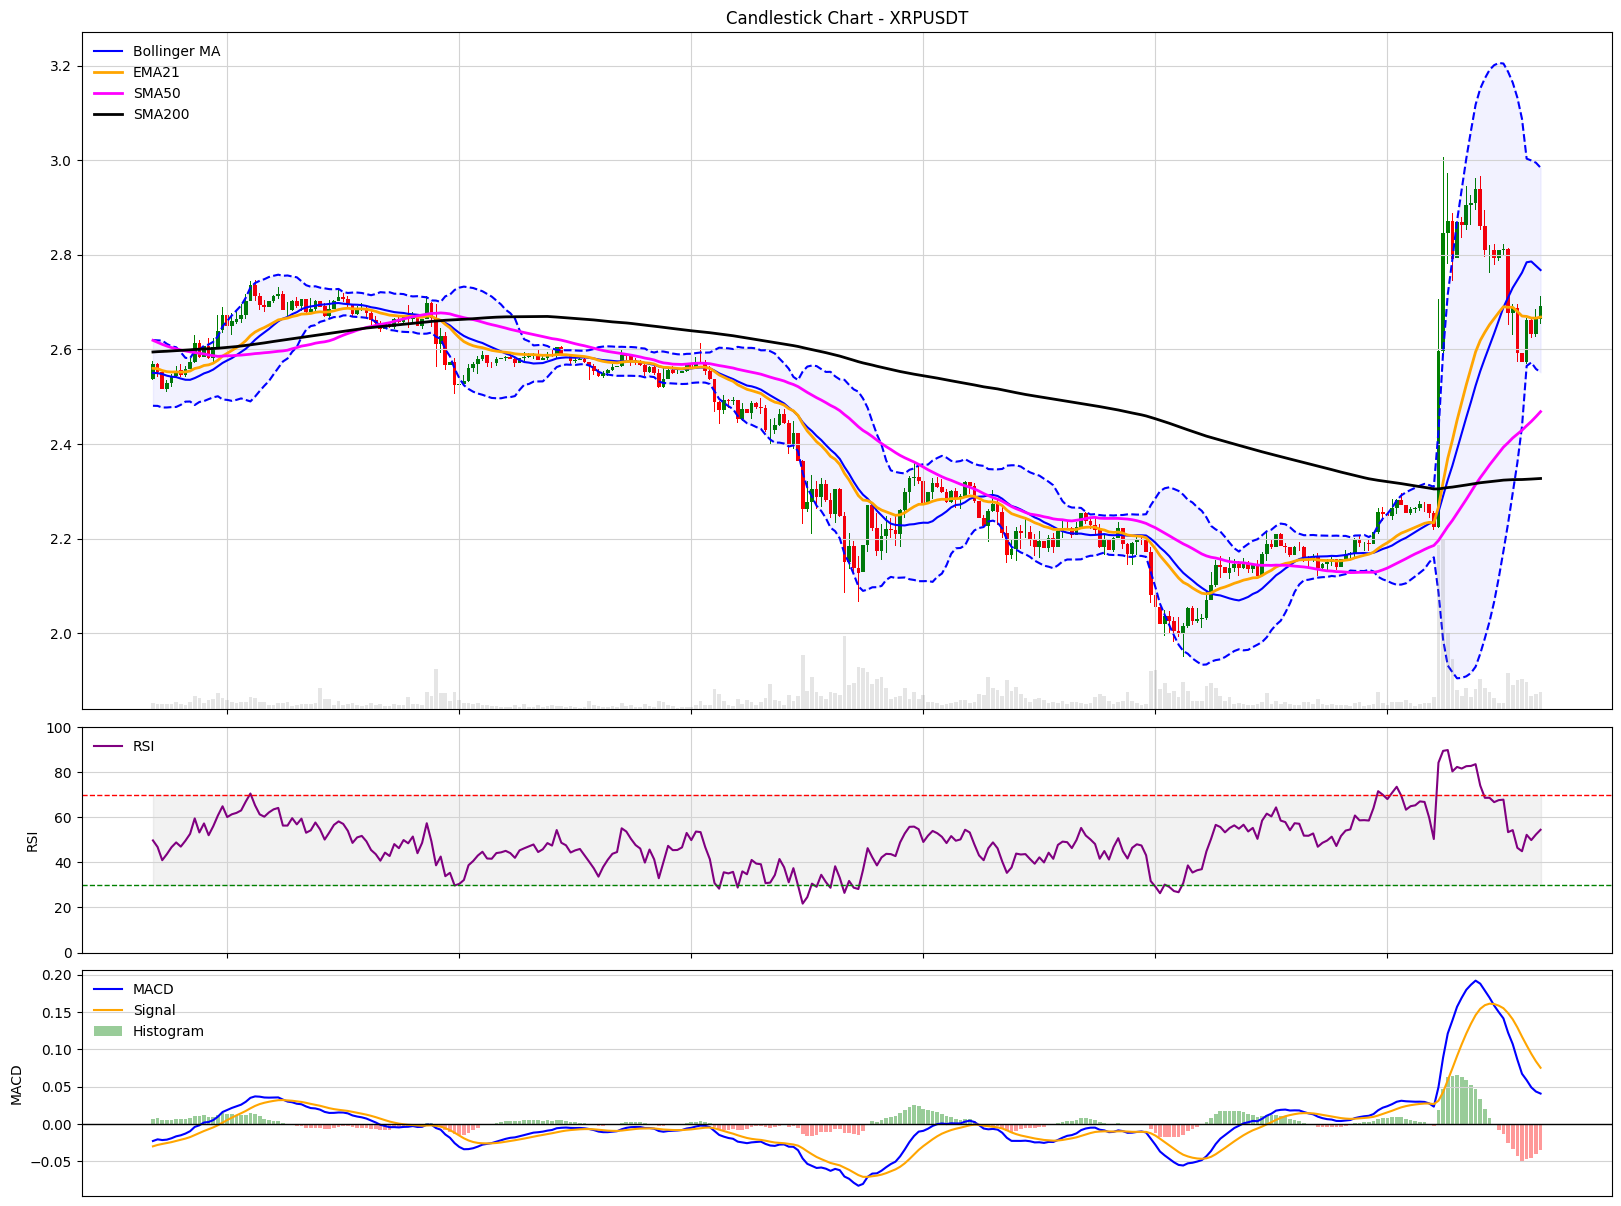 Candlestick Chart - XRPUSDT
Bollinger MA
EMA21
SMA50
SMA200
3.2
3.0
2.8
2.6
2.4
2.2
2.0
RSI
RSI
100
80
60
40
20
0
MACD
Signal
Histogram
MACD
0.20
0.15
0.10
0.05
0.00
−0.05